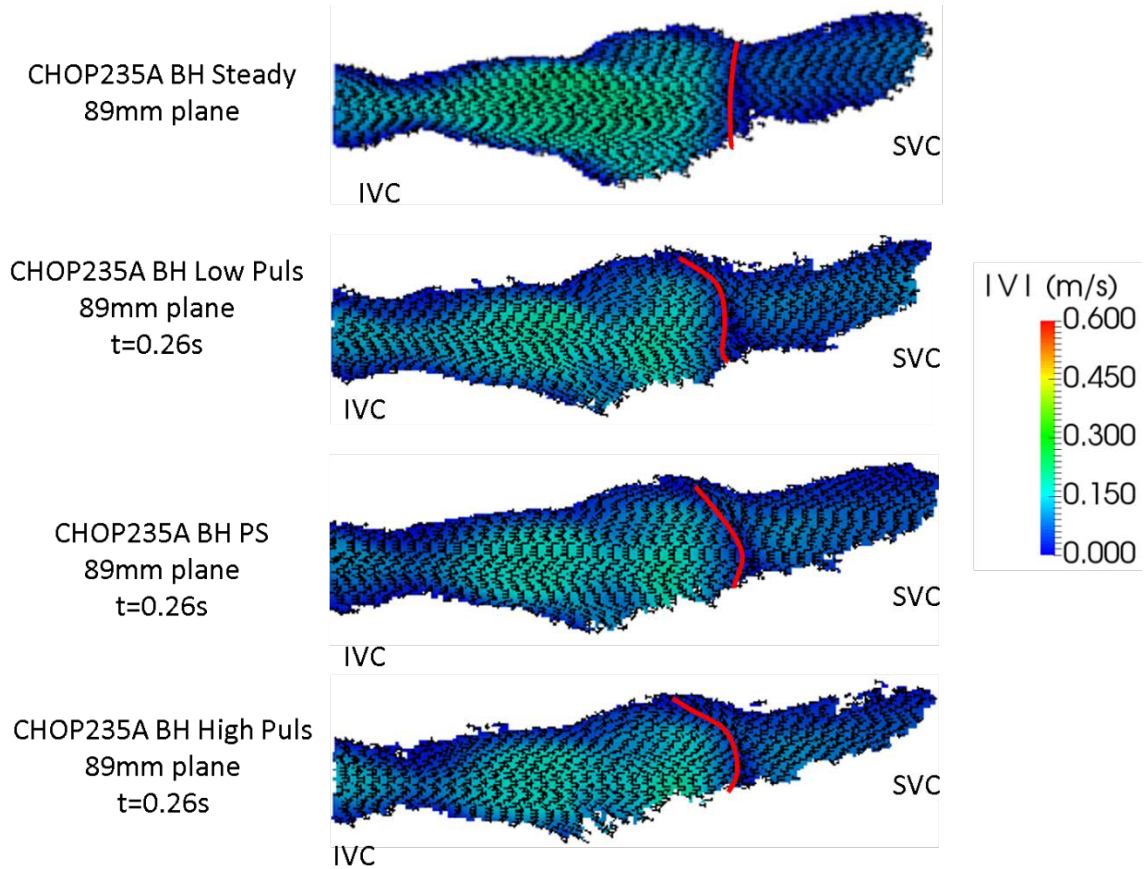 CHOP235A BH Steady
89mm plane
IVC
SVC
CHOP235A BH Low Puls
89mm plane
t=0.26s
IVC
SVC
|V| (m/s)
0.600
0.450
0.300
0.150
0.000
CHOP235A BH PS
89mm plane
t=0.26s
IVC
SVC
CHOP235A BH High Puls
89mm plane
t=0.26s
IVC
SVC